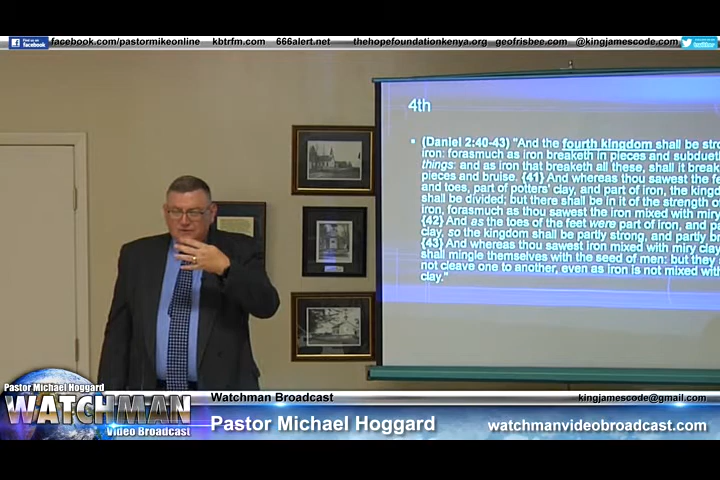 Find us on facebook
facebook.com/pastormikeonline kbtrfm.com 666alert.net thehopefoundationkenya.org geofrisbee.com @kingjamescode.com twitter
4th
• (Daniel 2:40-43) "And the fourth kingdom shall be
iron: forasmuch as iron breaketh in pieces and
things: and as iron that breaketh all these, shall it
pieces and bruise. {41} And whereas thou sawest the
and toes, part of potters' clay, and part of iron, the
shall be divided; but there shall be in it of the strength of
iron, forasmuch as thou sawest the iron mixed with
{42} And as the toes of the feet were part of iron, and
clay, so the kingdom shall be partly strong, and partly
{43} And whereas thou sawest iron mixed with miry clay
shall mingle themselves with the seed of men: but they
not cleave one to another, even as iron is not mixed with
clay."
Pastor Michael Hoggard
WATCHMAN
Video Broadcast
Watchman Broadcast kingjamescode@gmail.com
Pastor Michael Hoggard watchmanvideobroadcast.com